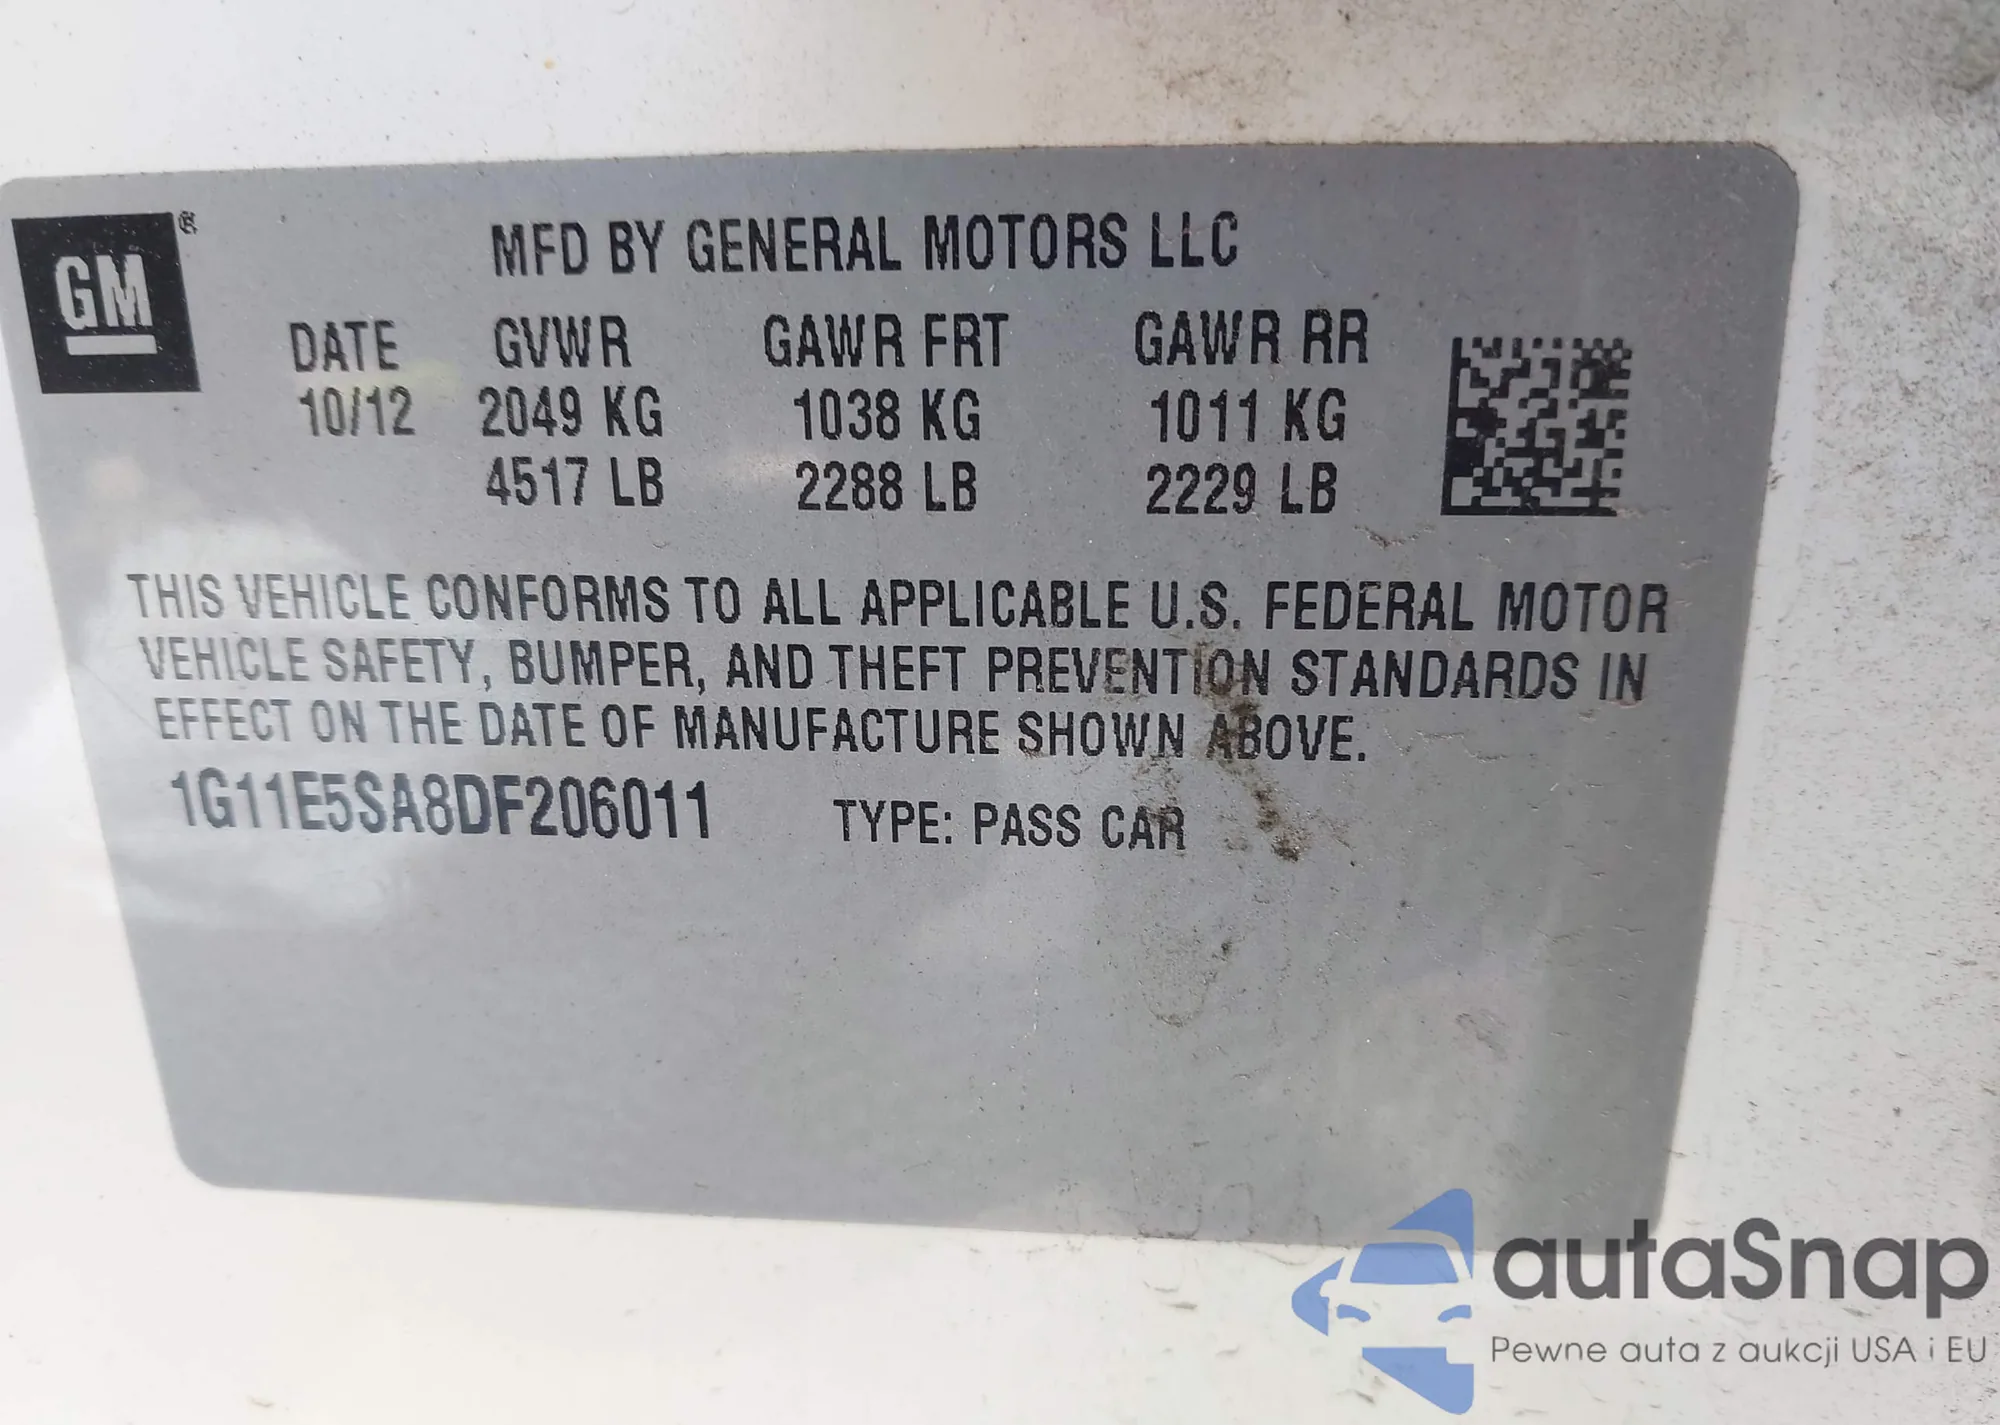 GM ®
MFD BY GENERAL MOTORS LLC
DATE GVWR GAWR FRT GAWR RR
10/12 2049 KG 1038 KG 1011 KG
4517 LB 2288 LB 2229 LB
THIS VEHICLE CONFORMS TO ALL APPLICABLE U.S. FEDERAL MOTOR
VEHICLE SAFETY, BUMPER, AND THEFT PREVENTION STANDARDS IN
EFFECT ON THE DATE OF MANUFACTURE SHOWN ABOVE.
1G11E5SA8DF206011 TYPE: PASS CAR
autaSnap
Pewne auta z aukcji USA i EU